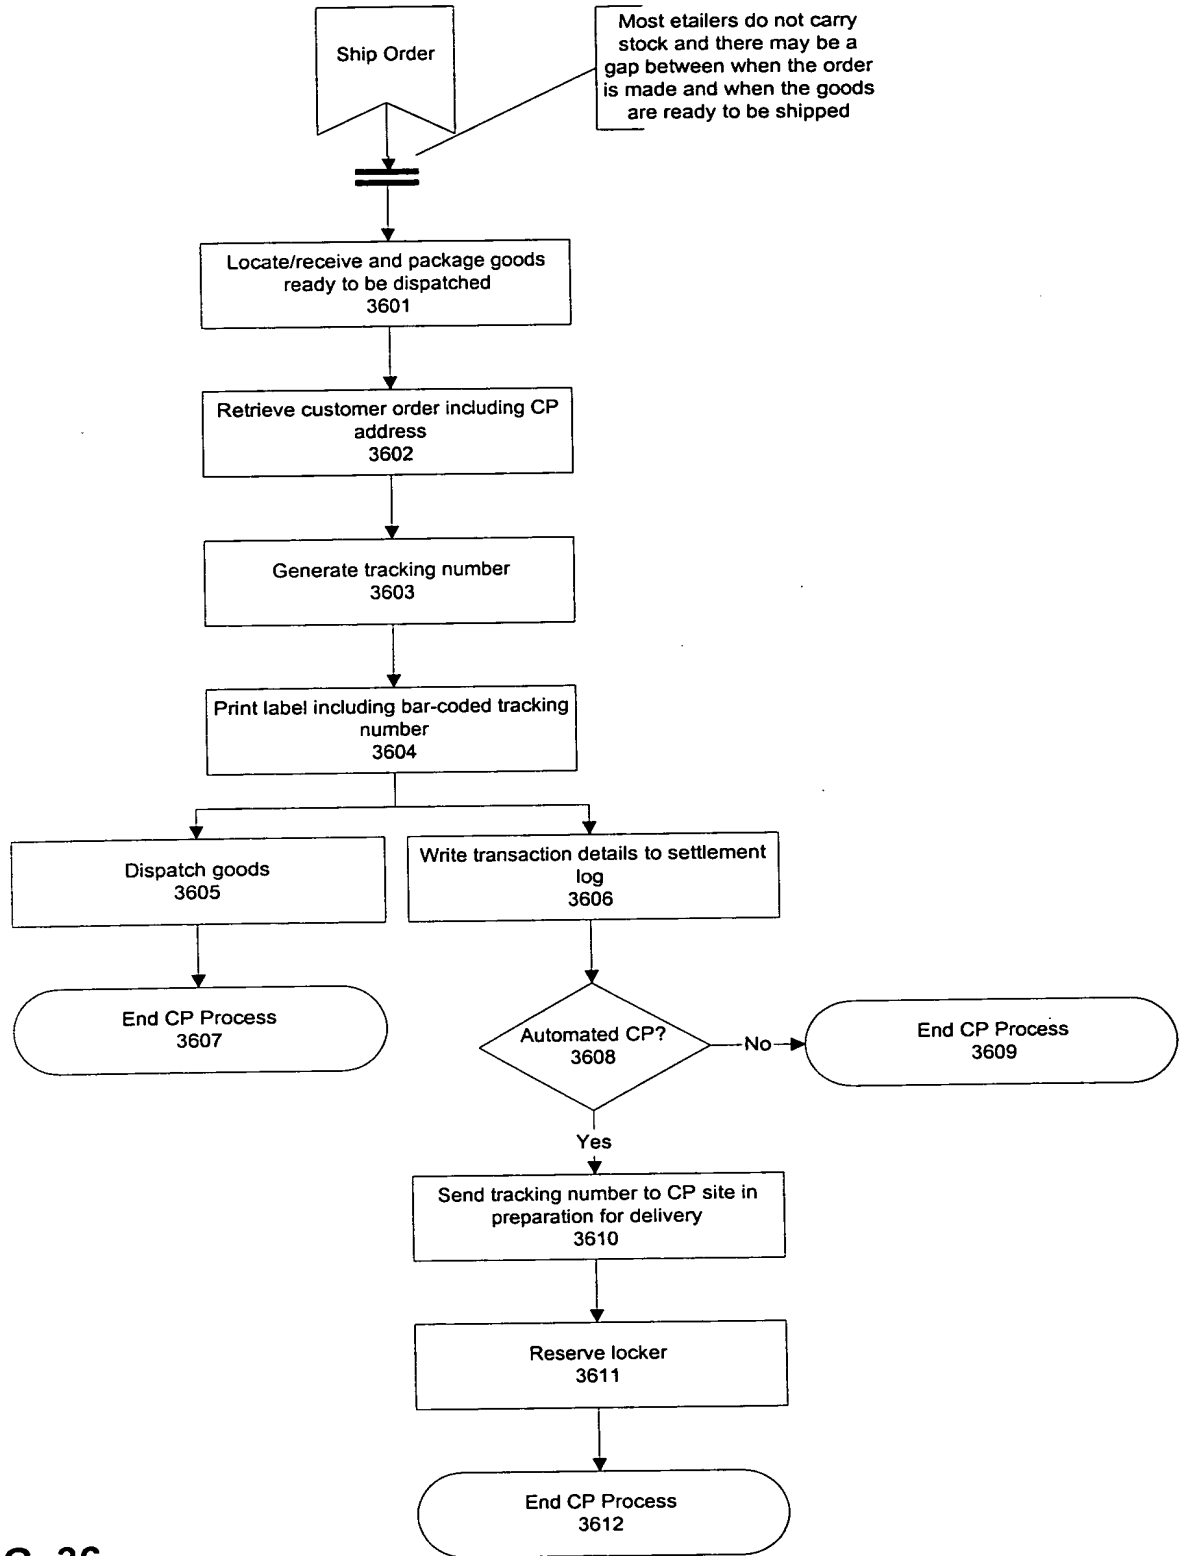 Ship Order
Most etailers do not carry
stock and there may be a
gap between when the order
is made and when the goods
are ready to be shipped
Locate/receive and package goods
ready to be dispatched
3601
Retrieve customer order including CP
address
3602
Generate tracking number
3603
Print label including bar-coded tracking
number
3604
Dispatch goods
3605
Write transaction details to settlement
log
3606
End CP Process
3607
Automated CP?
3608
No
End CP Process
3609
Yes
Send tracking number to CP site in
preparation for delivery
3610
Reserve locker
3611
End CP Process
3612